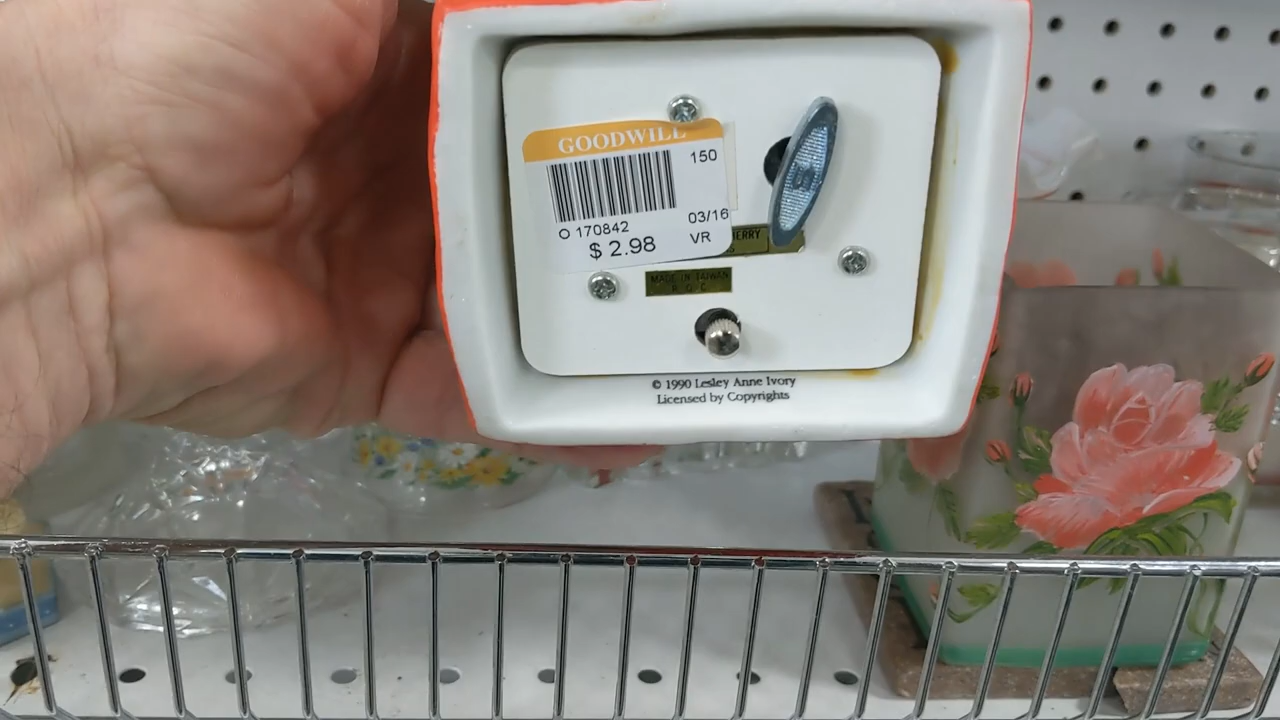 GOODWILL
150
O 170842
03/16
$ 2.98
VR
MADE IN TAIWAN
R.O.C.
© 1990 Lesley Anne Ivory
Licensed by Copyrights